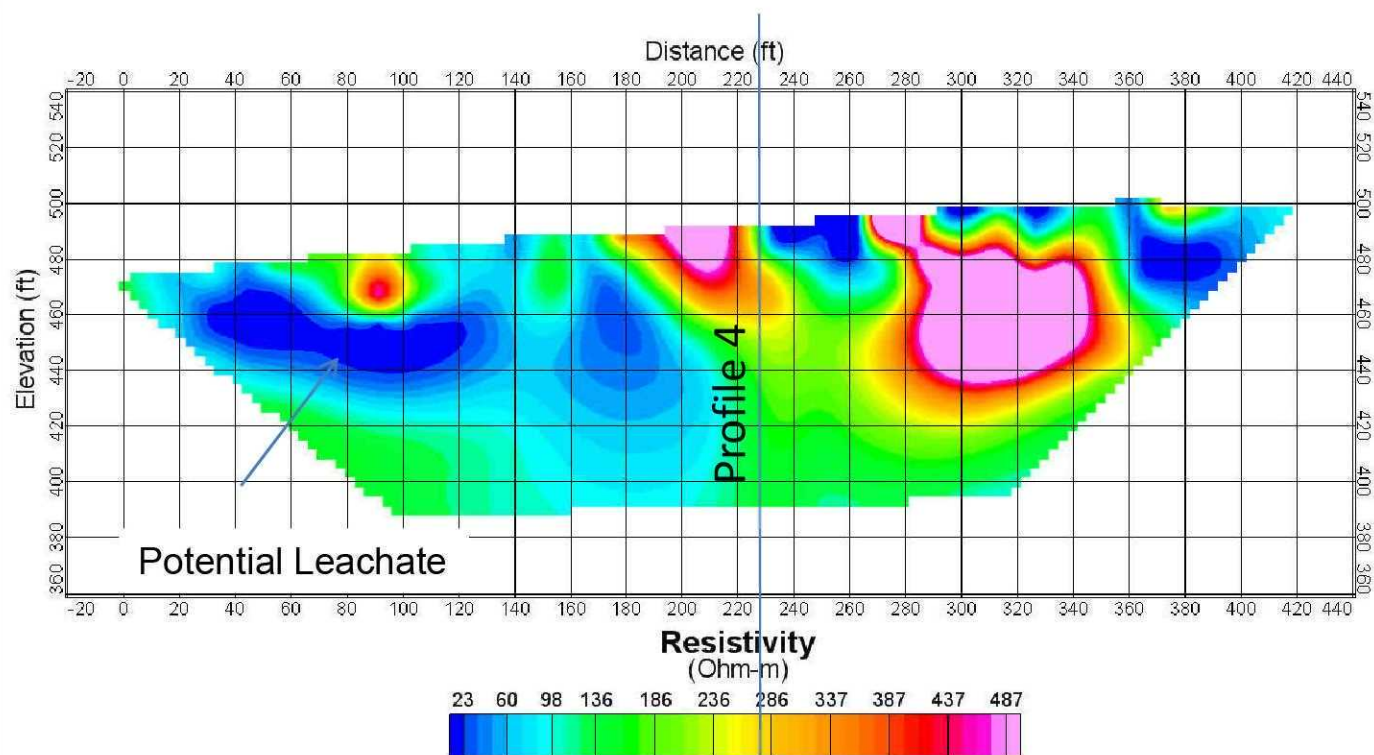 Distance (ft)
-20 0 20 40 60 80 100 120 140 160 180 200 220 240 260 280 300 320 340 360 380 400 420 440
540 540
520 520
500 500
480 480
460 460
440 440
420 420
400 400
380 380
360 360
Elevation (ft)
Profile 4
Potential Leachate
-20 0 20 40 60 80 100 120 140 160 180 200 220 240 260 280 300 320 340 360 380 400 420 440
Resistivity
(Ohm-m)
23 60 98 136 186 236 286 337 387 437 487